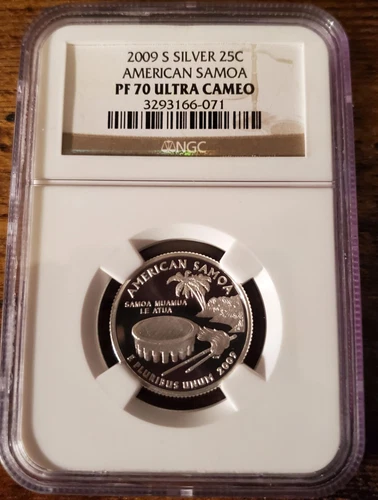 2009 S SILVER 25C
AMERICAN SAMOA
PF 70 ULTRA CAMEO
3293166-071
NGC
AMERICAN SAMOA
SAMOA MUAMUA
LE ATUA
E PLURIBUS UNUM 2009